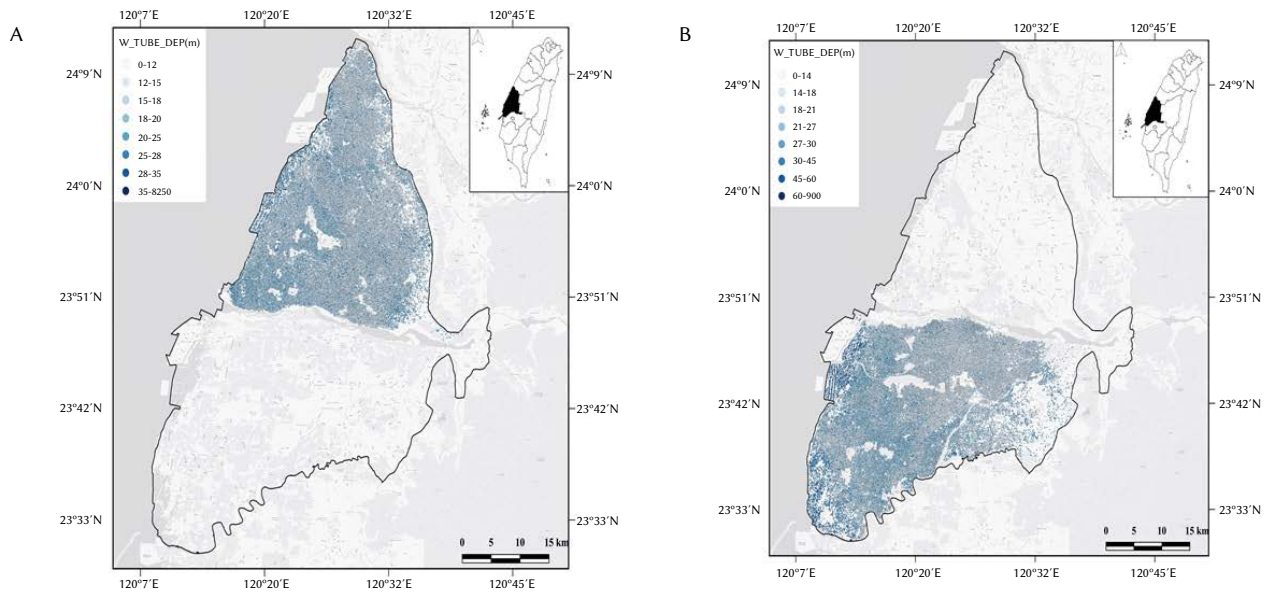 A
120°7´E 120°20´E 120°32´E 120°45´E
W_TUBE_DEP(m)
0-12
12-15
15-18
18-20
20-25
25-28
28-35
35-8250
24°9´N 24°9´N
24°0´N 24°0´N
23°51´N 23°51´N
23°42´N 23°42´N
23°33´N 23°33´N
0 5 10 15 km
120°7´E 120°20´E 120°32´E 120°45´E
B
120°7´E 120°20´E 120°32´E 120°45´E
W_TUBE_DEP(m)
0-14
14-18
18-21
21-27
27-30
30-45
45-60
60-900
24°9´N 24°9´N
24°0´N 24°0´N
23°51´N 23°51´N
23°42´N 23°42´N
23°33´N 23°33´N
0 5 10 15 km
120°7´E 120°20´E 120°32´E 120°45´E